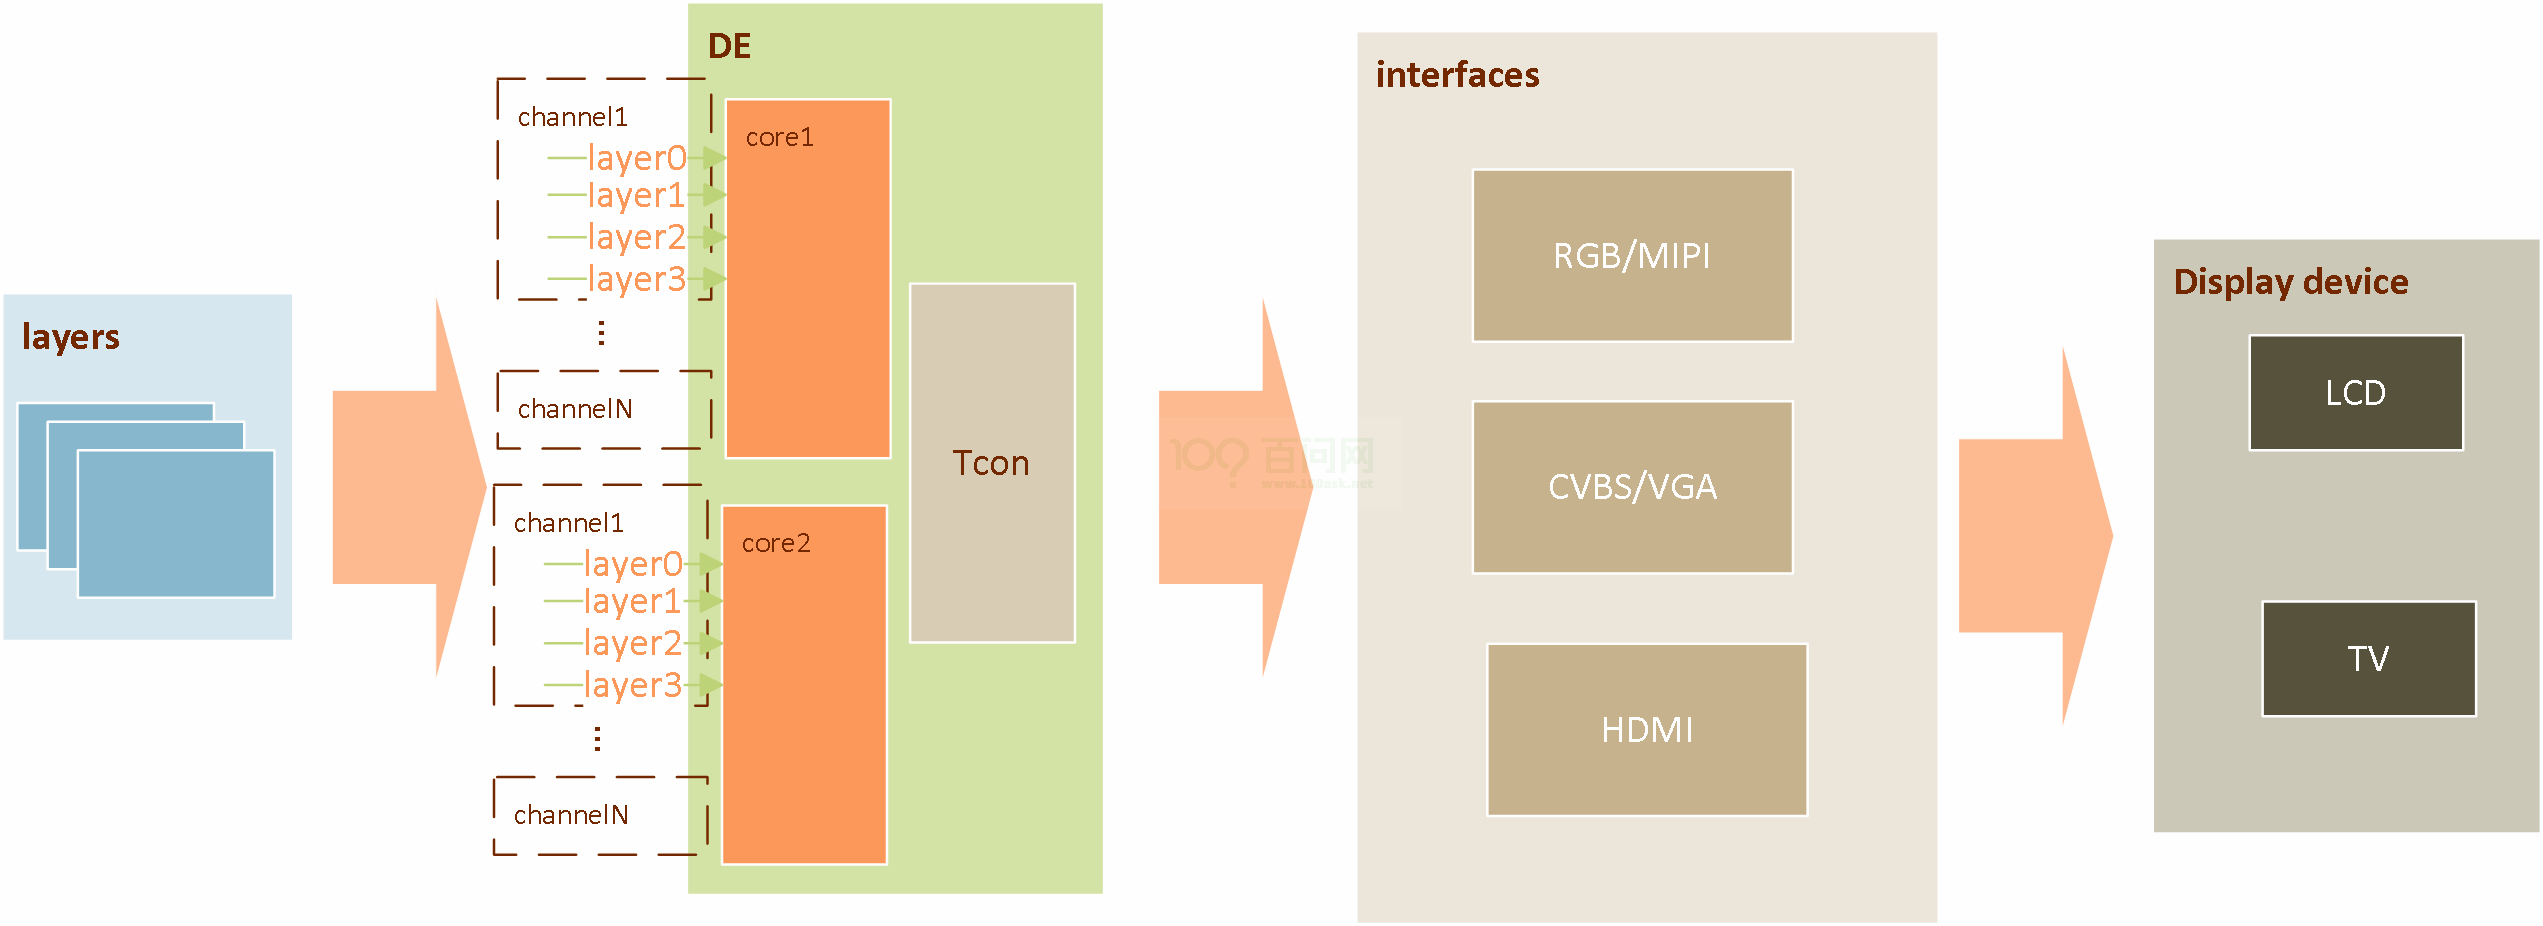 layers
channel1
layer0
layer1
layer2
layer3
channelN
channel1
layer0
layer1
layer2
layer3
channelN
DE
core1
core2
Tcon
100 百问网
www.100ask.net
interfaces
RGB/MIPI
CVBS/VGA
HDMI
Display device
LCD
TV